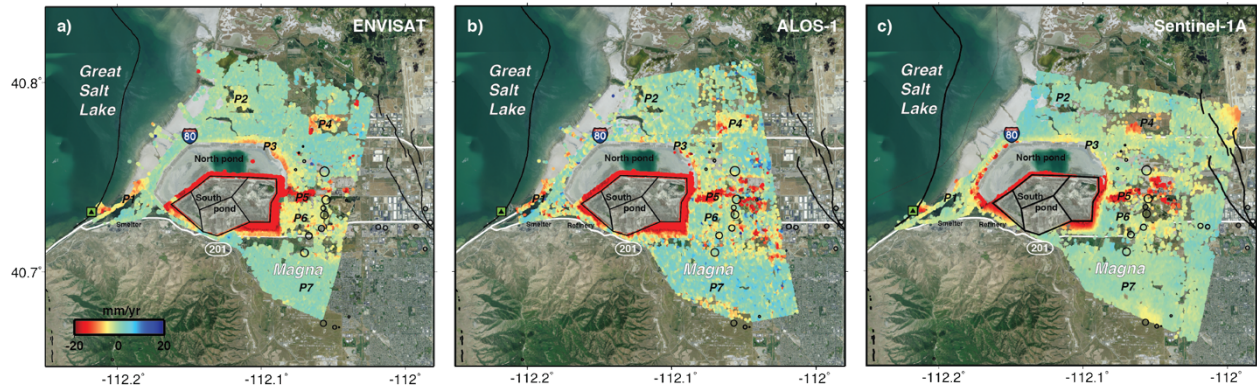 a) ENVISAT
Great
Salt
Lake
P2
P4
80
P3
North pond
P1
South
pond
P5
P6
Smelter
Refinery
201
Magna
P7
mm/yr
-20 0 20
40.8°
40.7°
-112.2° -112.1° -112°
b) ALOS-1
Great
Salt
Lake
P2
P4
80
P3
North pond
P1
South
pond
P5
P6
Smelter
Refinery
201
Magna
P7
-112.2° -112.1° -112°
c) Sentinel-1A
Great
Salt
Lake
P2
P4
80
P3
North pond
P1
South
pond
P5
P6
Smelter
Refinery
201
Magna
P7
-112.2° -112.1° -112°